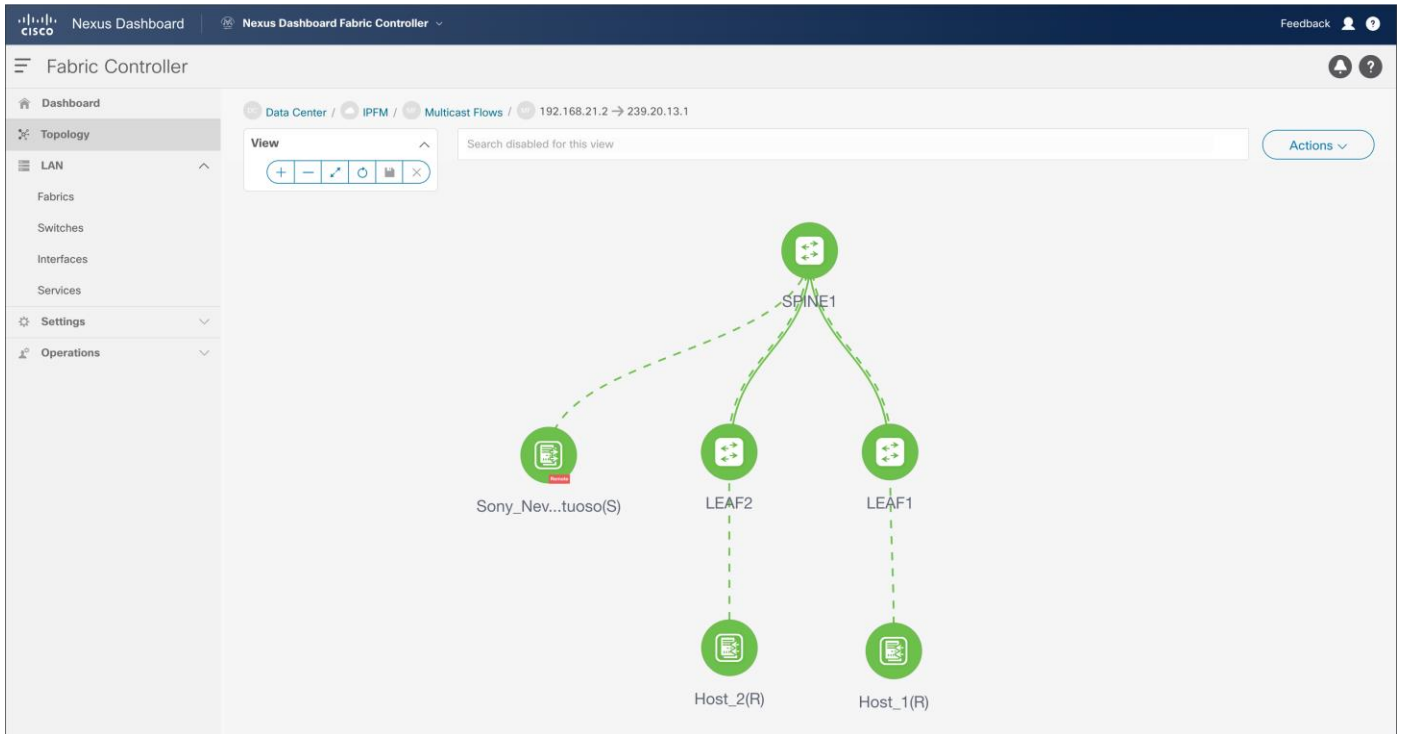 cisco Nexus Dashboard Nexus Dashboard Fabric Controller Feedback ?
Fabric Controller ?
Dashboard
Data Center / IPFM / Multicast Flows / 192.168.21.2 → 239.20.13.1
Topology
View
Search disabled for this view
Actions
LAN
Fabrics
Switches
Interfaces
Services
Settings
Operations
SPINE1
Remote
Sony_Nev...tuoso(S)
LEAF2
LEAF1
Host_2(R)
Host_1(R)